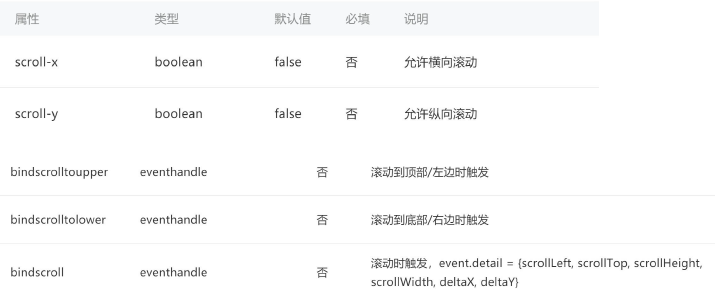 属性 类型 默认值 必填 说明
scroll-x boolean false 否 允许横向滚动
scroll-y boolean false 否 允许纵向滚动
bindscrolltoupper eventhandle 否 滚动到顶部/左边时触发
bindscrolltolower eventhandle 否 滚动到底部/右边时触发
bindscroll eventhandle 否 滚动时触发，event.detail = {scrollLeft, scrollTop, scrollHeight,
scrollWidth, deltaX, deltaY}